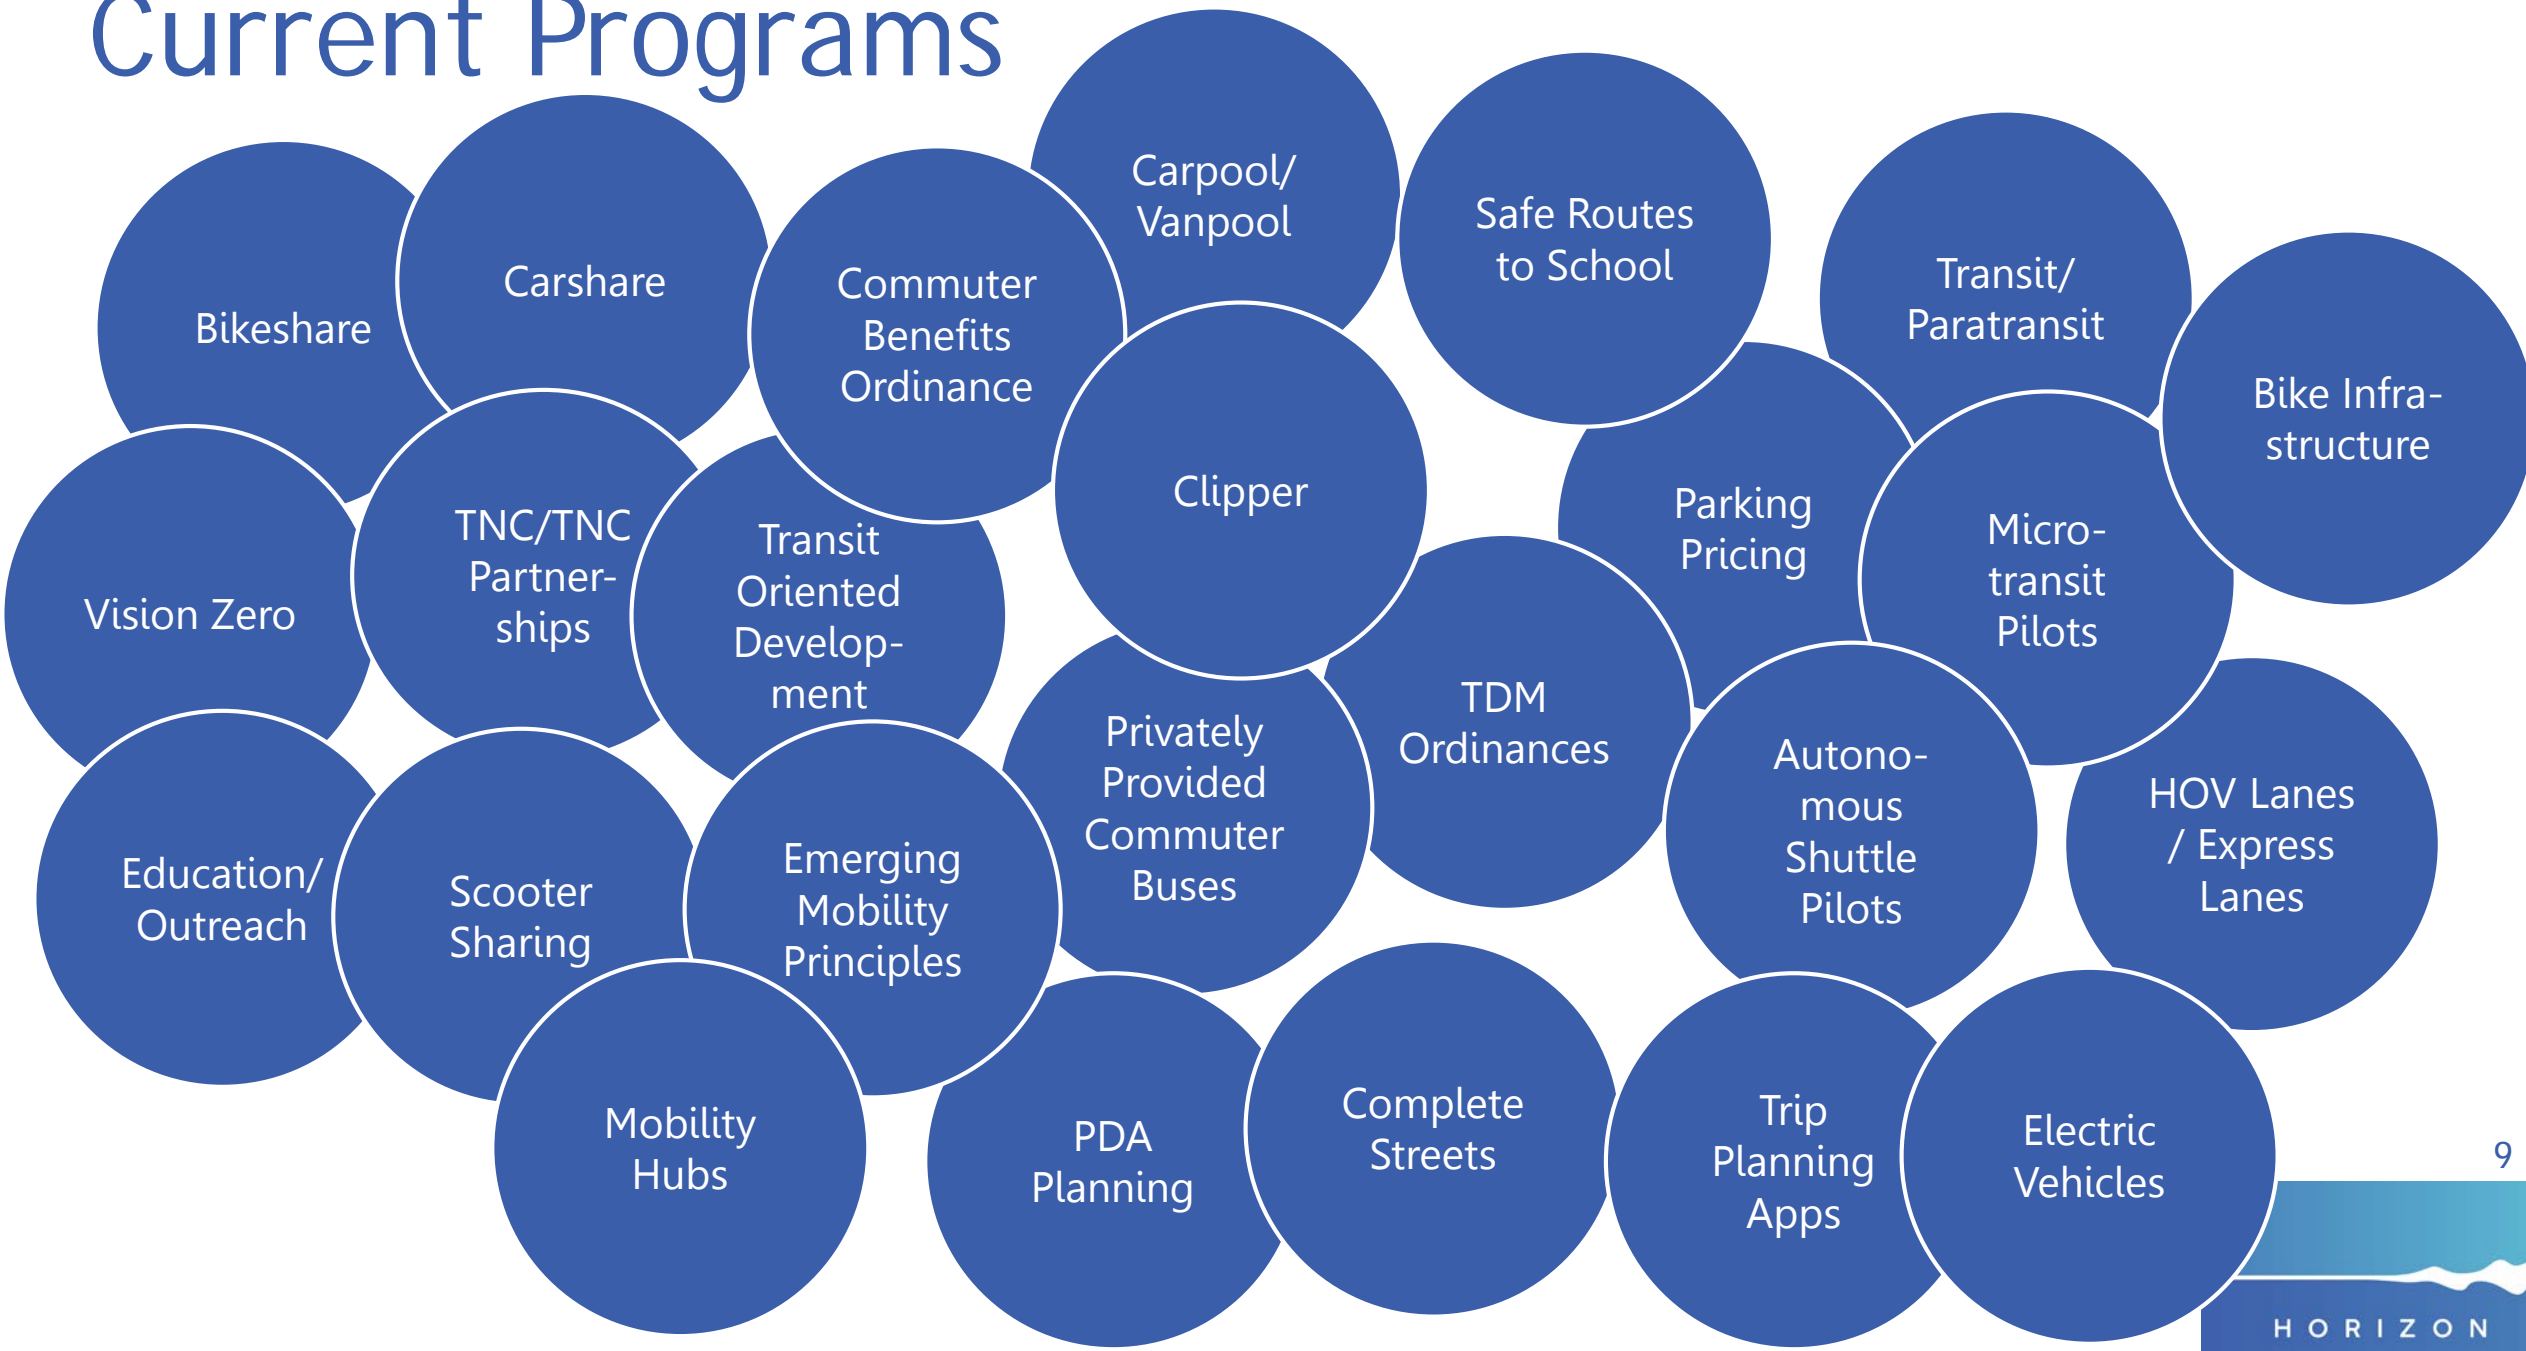 Current Programs
Carpool/
Vanpool
Safe Routes
to School
Carshare
Bikeshare
Commuter
Benefits
Ordinance
Transit/
Paratransit
Bike Infra-
structure
Clipper
Parking
Pricing
Micro-
transit
Pilots
TNC/TNC
Partner-
ships
Transit
Oriented
Develop-
ment
Vision Zero
TDM
Ordinances
Privately
Provided
Commuter
Buses
Autono-
mous
Shuttle
Pilots
HOV Lanes
/ Express
Lanes
Education/
Outreach
Scooter
Sharing
Emerging
Mobility
Principles
Mobility
Hubs
PDA
Planning
Complete
Streets
Trip
Planning
Apps
Electric
Vehicles
9
HORIZON